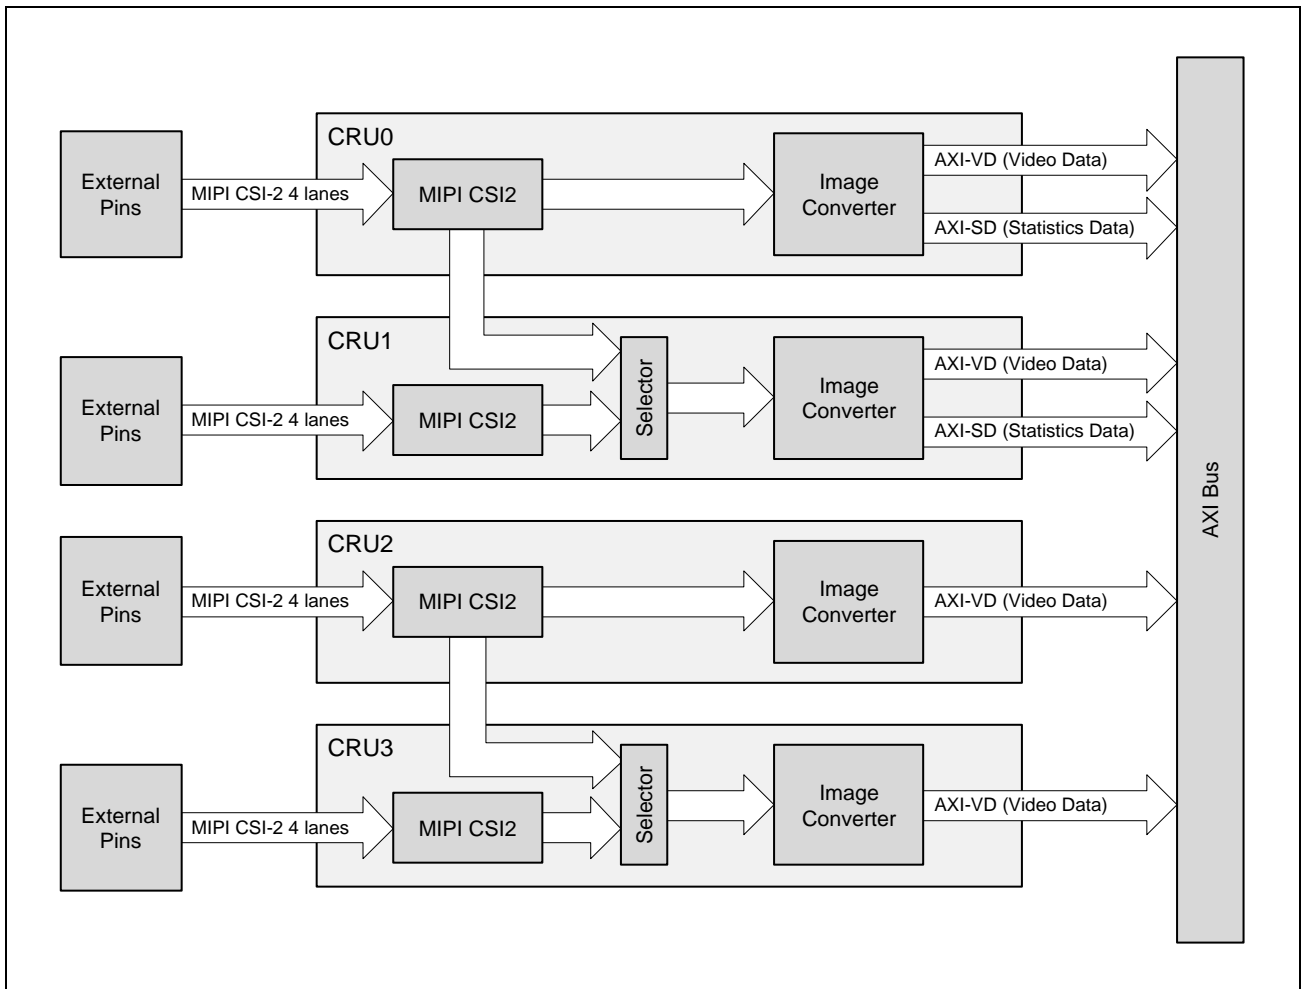 CRU0
External
Pins
MIPI CSI-2 4 lanes
MIPI CSI2
Image
Converter
AXI-VD (Video Data)
AXI-SD (Statistics Data)
CRU1
External
Pins
MIPI CSI-2 4 lanes
MIPI CSI2
Selector
Image
Converter
AXI-VD (Video Data)
AXI-SD (Statistics Data)
CRU2
External
Pins
MIPI CSI-2 4 lanes
MIPI CSI2
Image
Converter
AXI-VD (Video Data)
CRU3
External
Pins
MIPI CSI-2 4 lanes
MIPI CSI2
Selector
Image
Converter
AXI-VD (Video Data)
AXI Bus